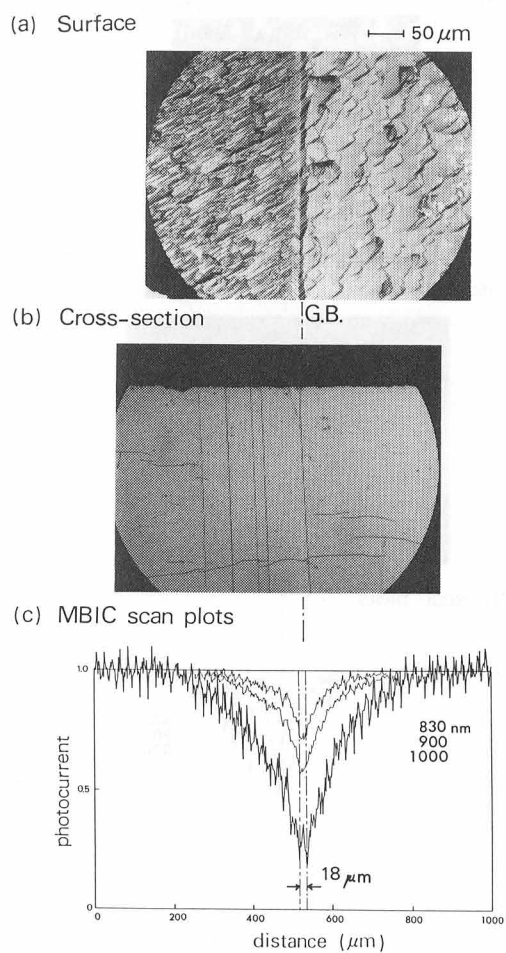 (a) Surface
50 μm
(b) Cross-section
G.B.
(c) MBIC scan plots
1.0
0.5
0
photocurrent
830 nm
900
1000
18 μm
0 200 400 600 800 1000
distance (μm)